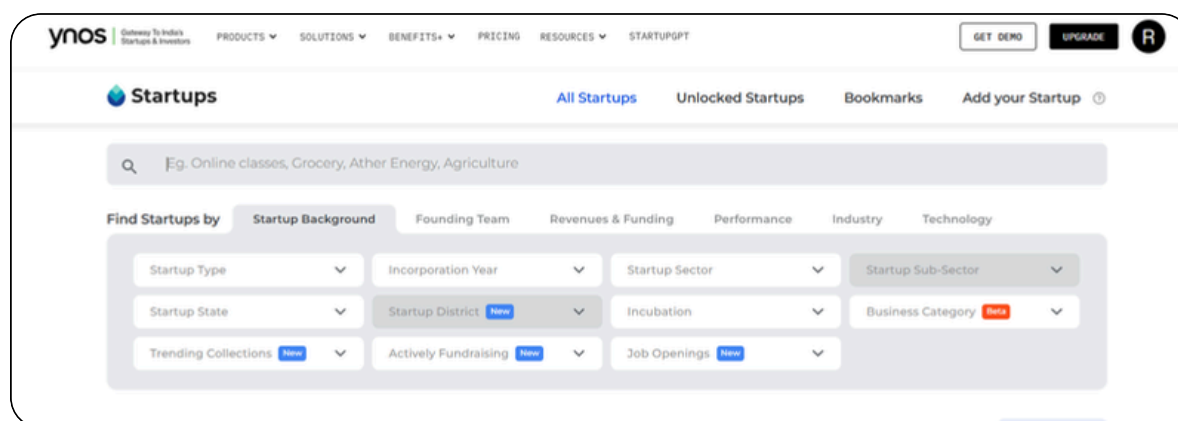 ynos Gateway To India's
Startups & Investors
PRODUCTS SOLUTIONS BENEFITS+ PRICING RESOURCES STARTUPGPT GET DEMO UPGRADE R
Startups All Startups Unlocked Startups Bookmarks Add your Startup ?
Eg. Online classes, Grocery, Ather Energy, Agriculture
Find Startups by Startup Background Founding Team Revenues & Funding Performance Industry Technology
Startup Type Incorporation Year Startup Sector Startup Sub-Sector
Startup State Startup District New Incubation Business Category Beta
Trending Collections New Actively Fundraising New Job Openings New